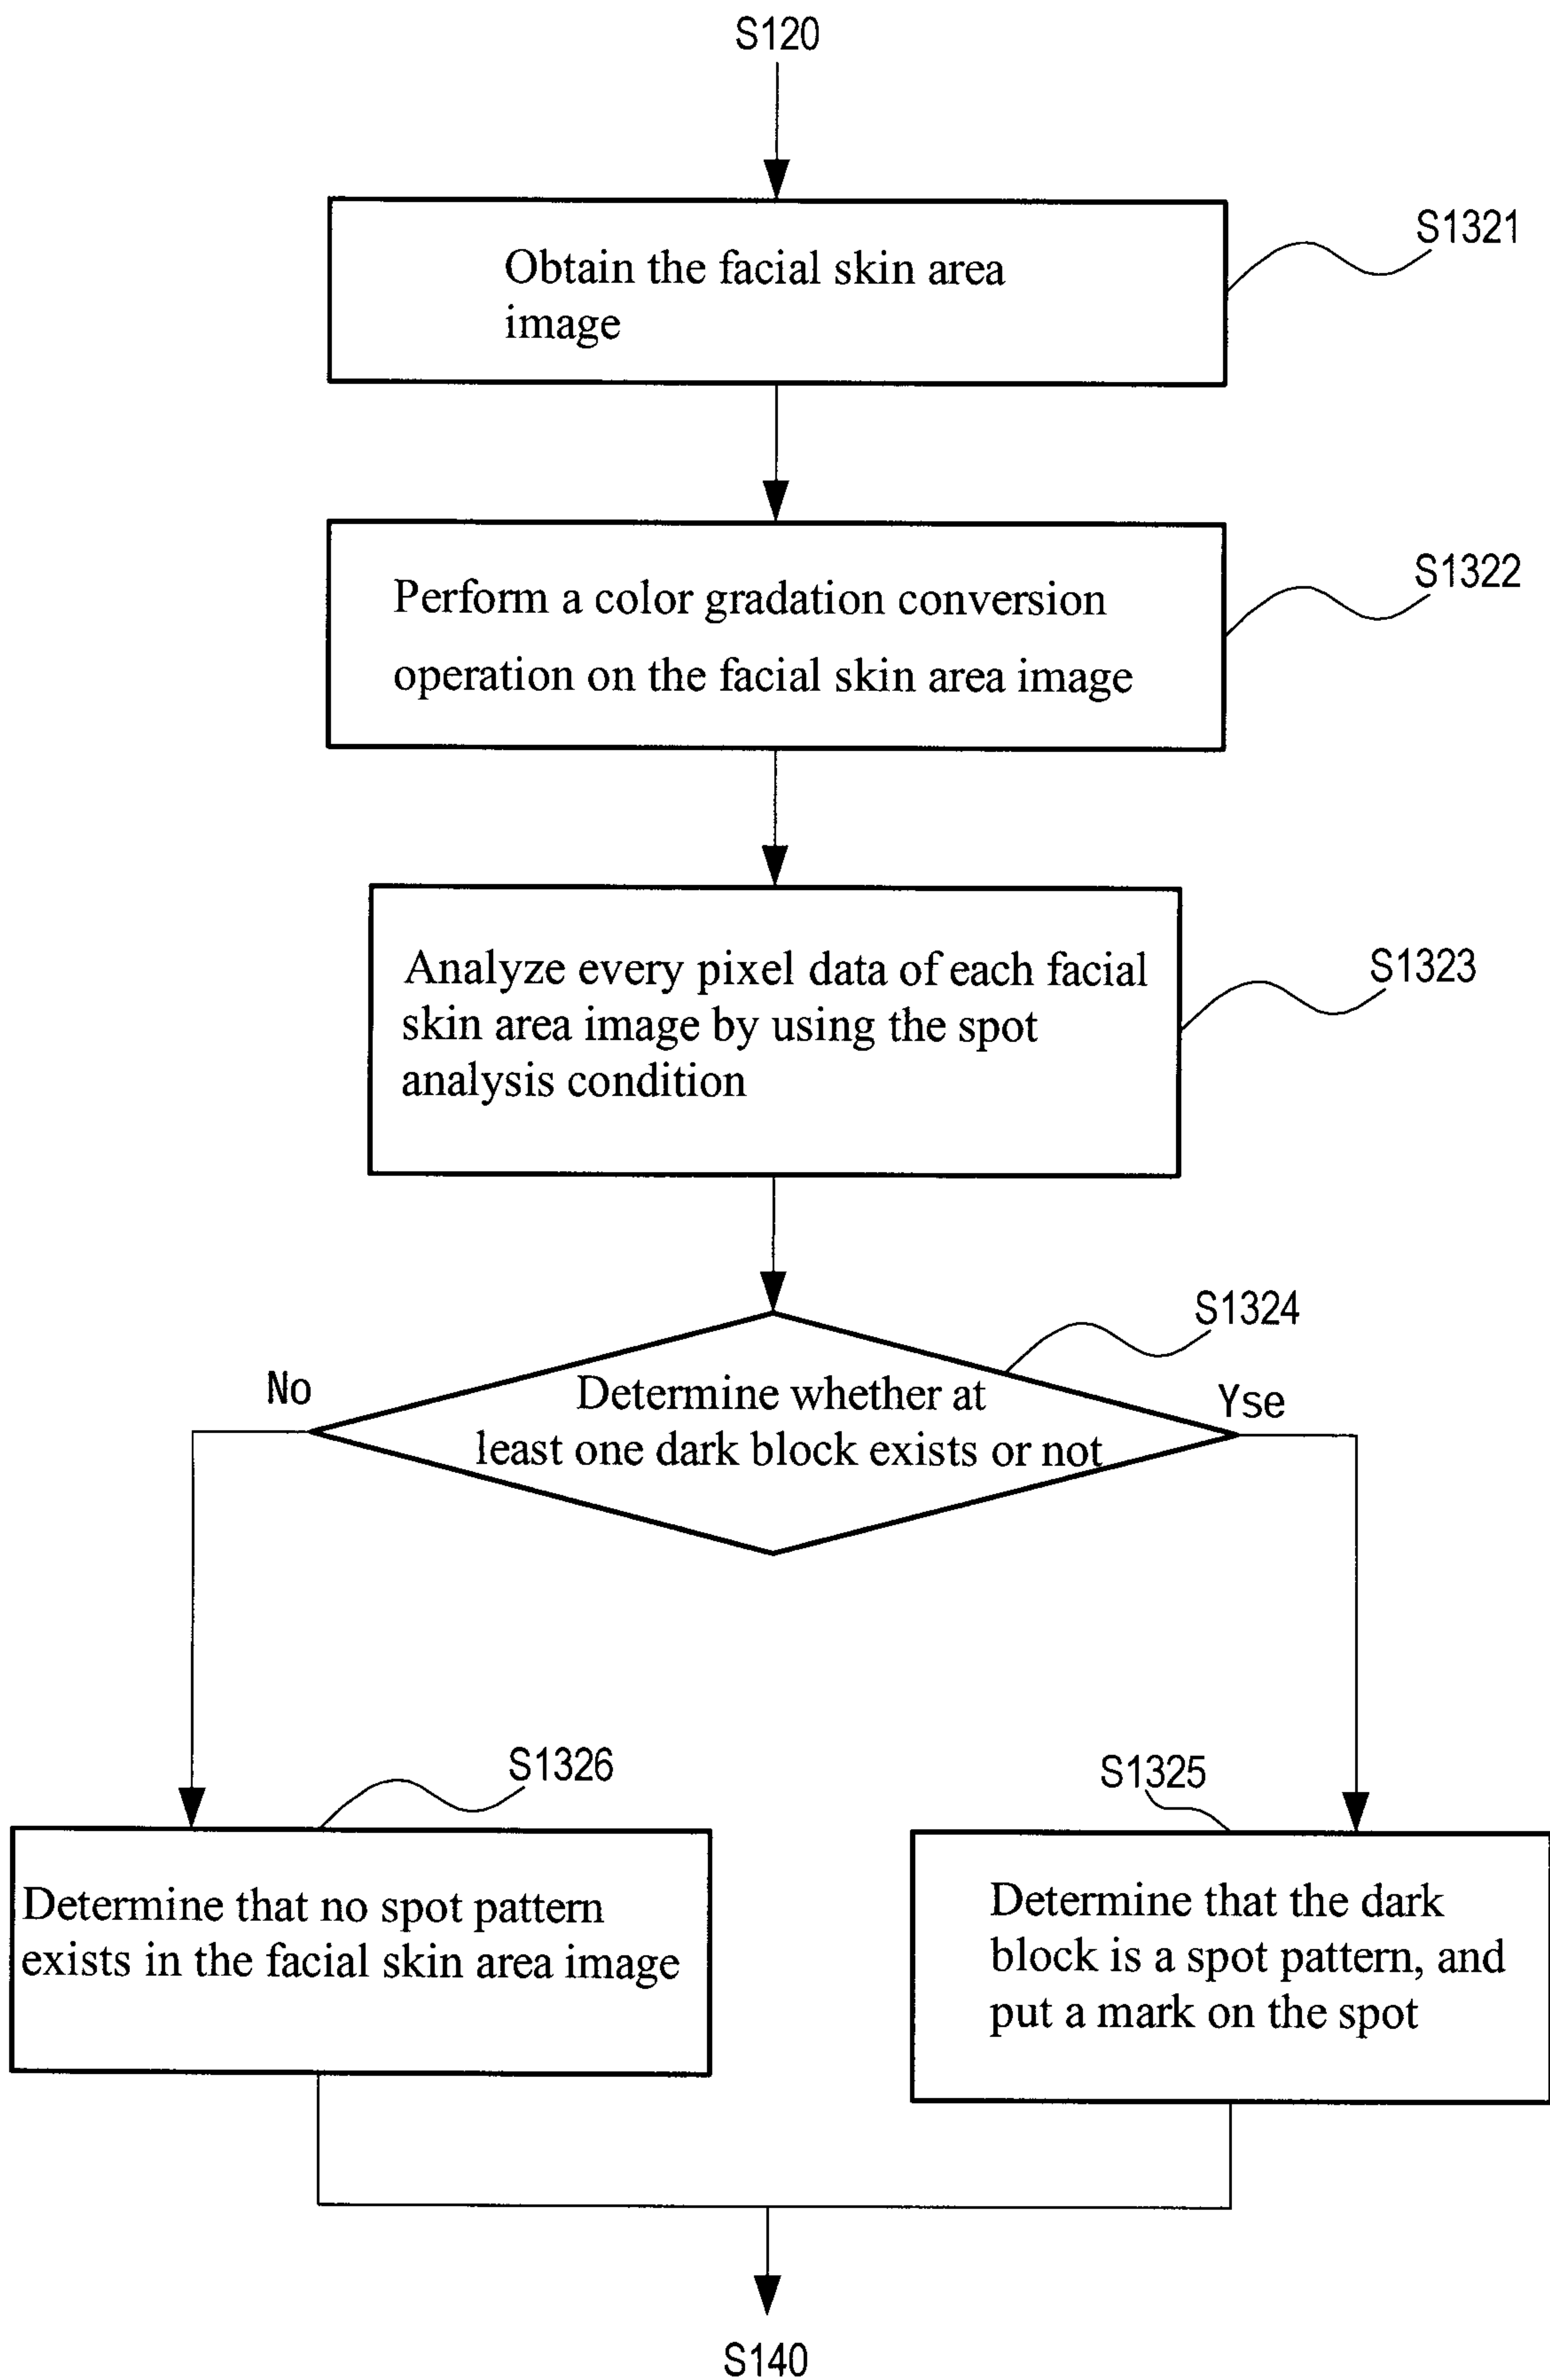 S120
Obtain the facial skin area
image
S1321
Perform a color gradation conversion
operation on the facial skin area image
S1322
Analyze every pixel data of each facial
skin area image by using the spot
analysis condition
S1323
S1324
No
Determine whether at
least one dark block exists or not
Yse
S1326
Determine that no spot pattern
exists in the facial skin area image
S1325
Determine that the dark
block is a spot pattern, and
put a mark on the spot
S140